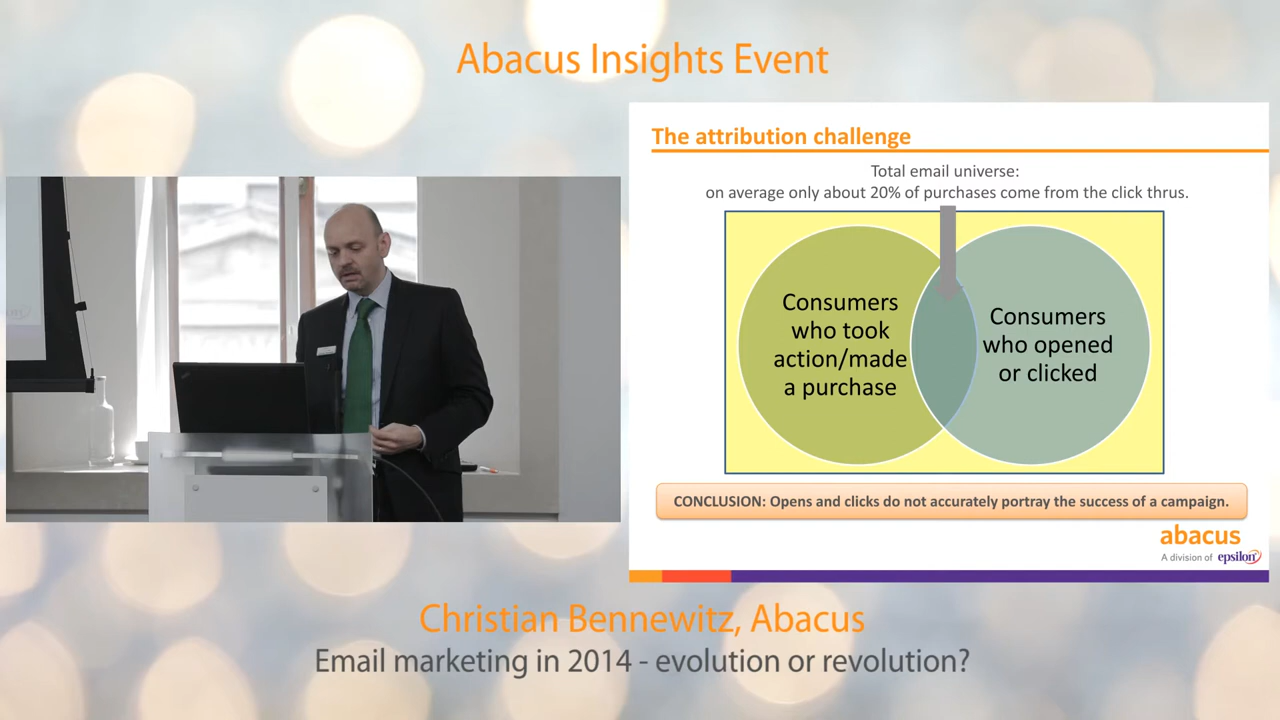 Abacus Insights Event
The attribution challenge
Total email universe:
on average only about 20% of purchases come from the click thrus.
Consumers
who took
action/made
a purchase
Consumers
who opened
or clicked
CONCLUSION: Opens and clicks do not accurately portray the success of a campaign.
abacus
A division of epsilon
Christian Bennewitz, Abacus
Email marketing in 2014 - evolution or revolution?